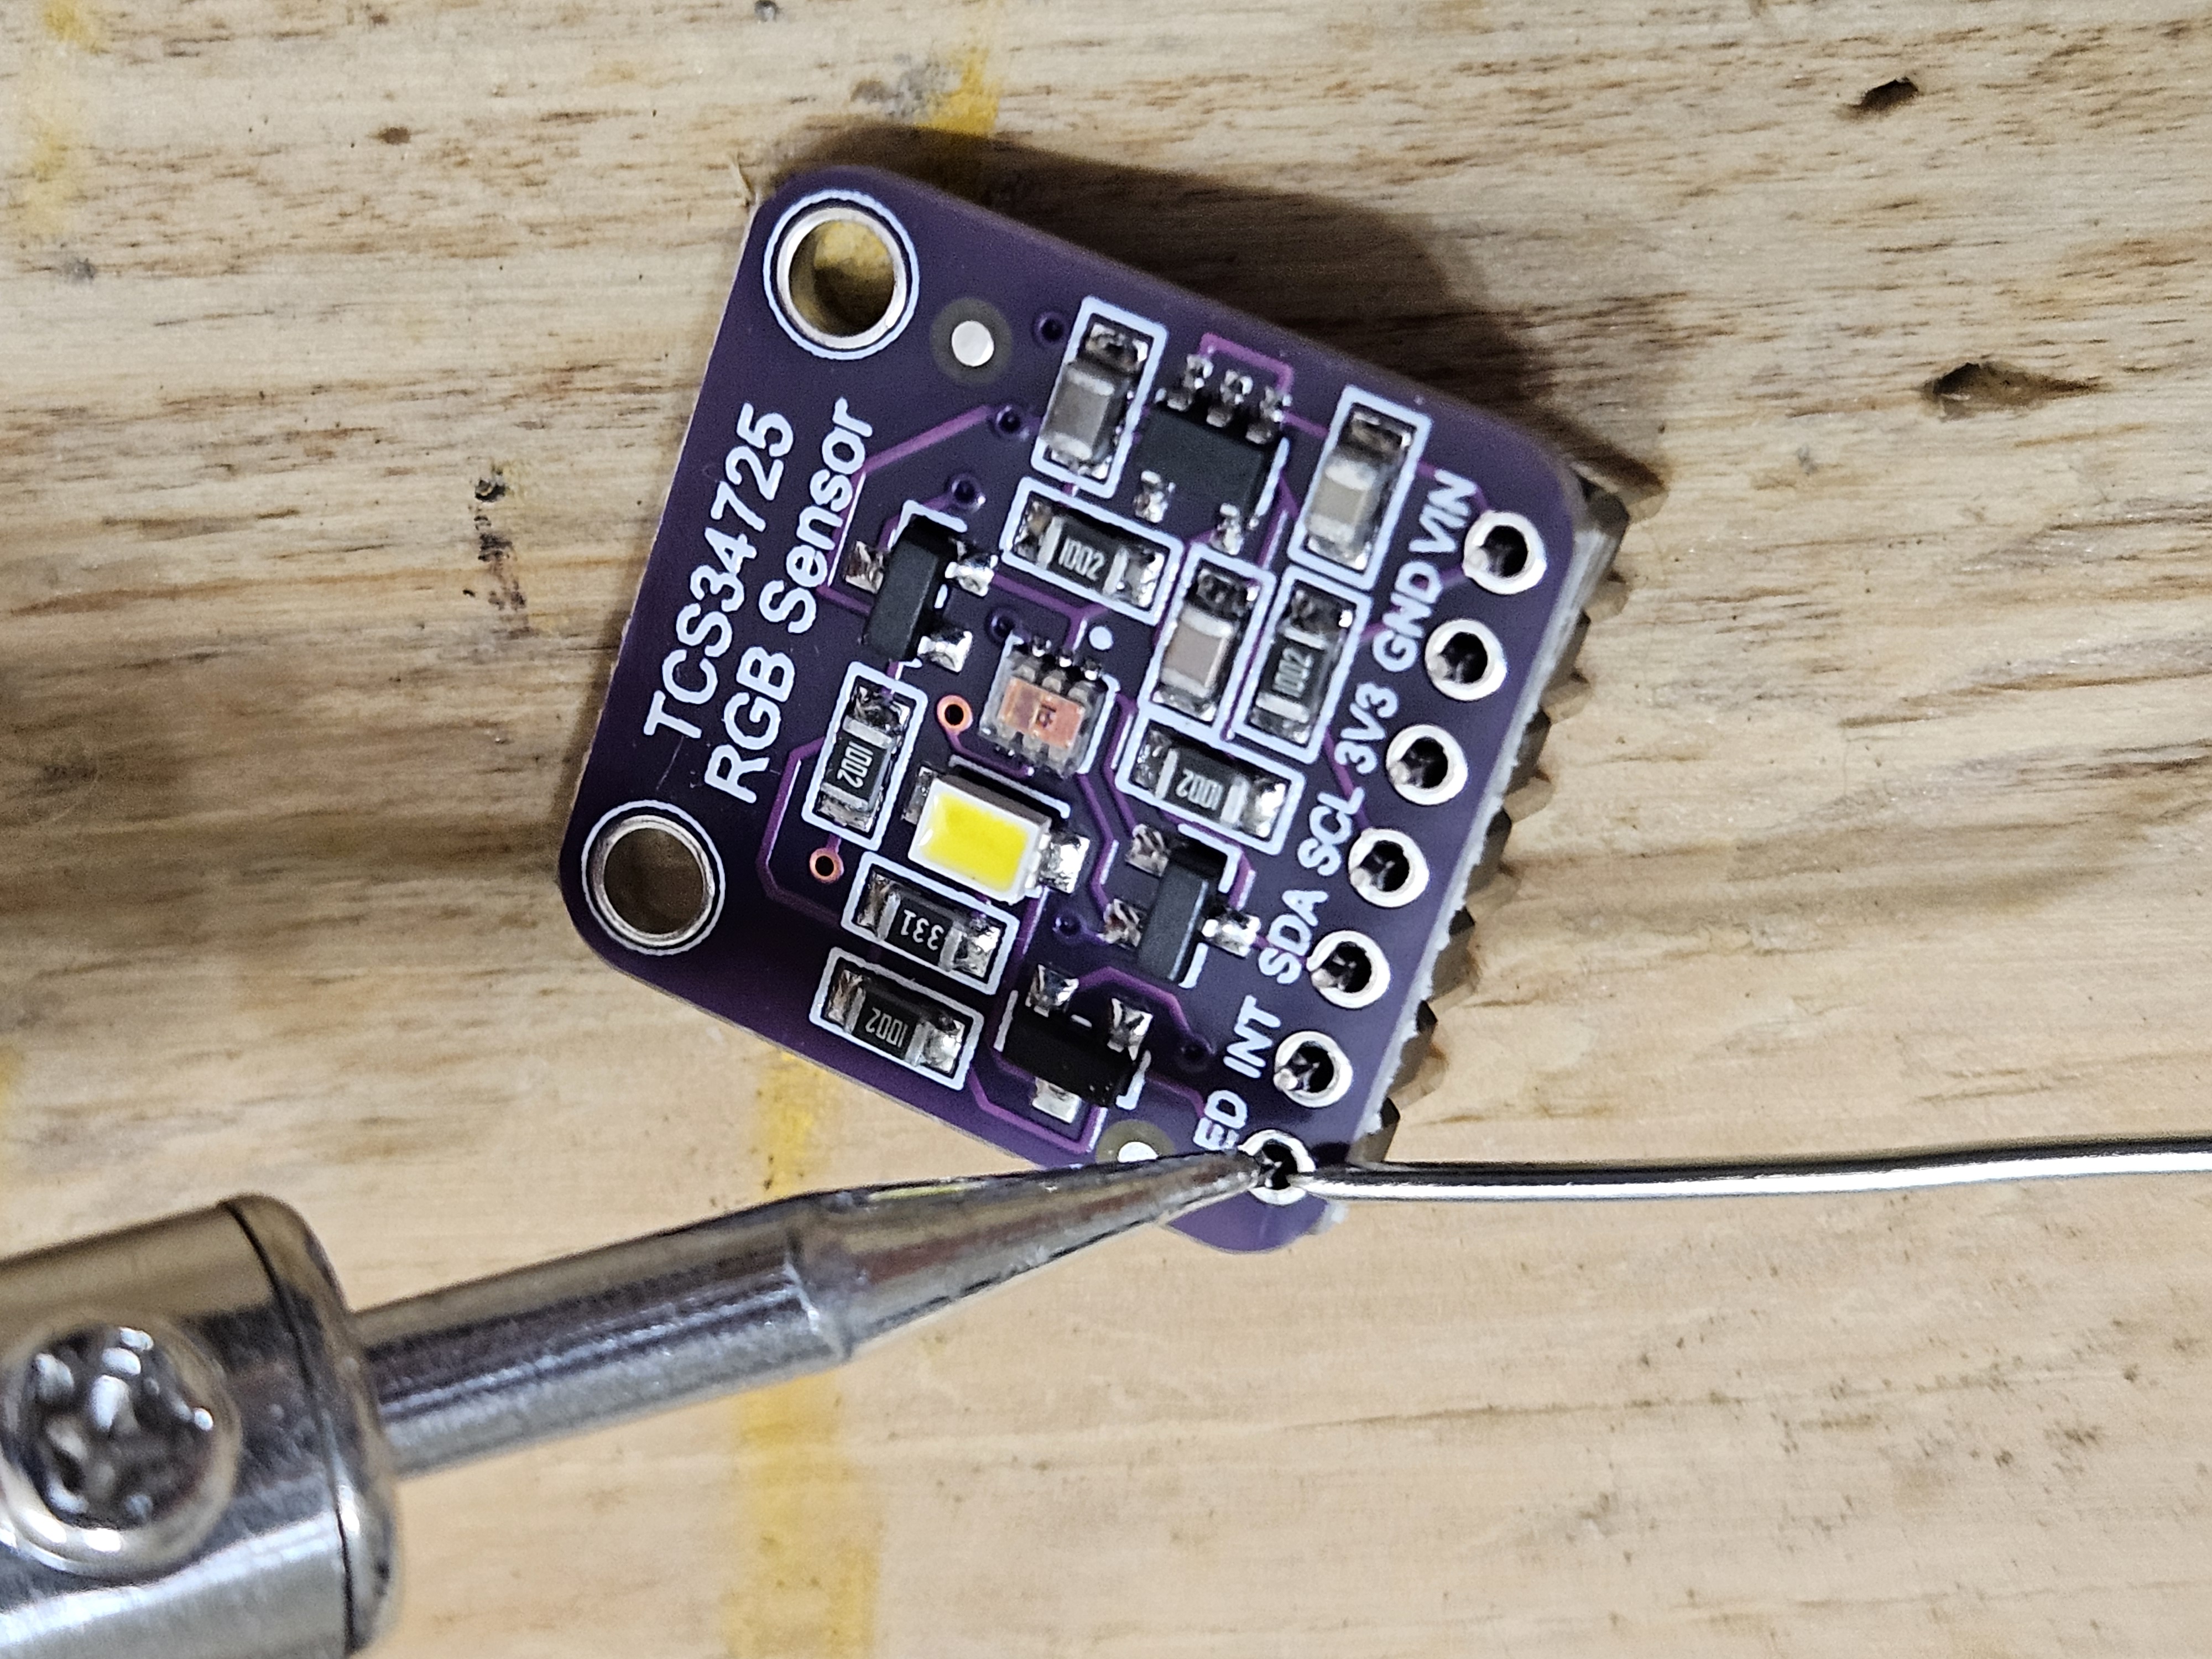 ED
INT
SDA
SCL
3V3
GND
VIN
1002
331
1002
1002
1002
1002
TCS34725
RGB Sensor